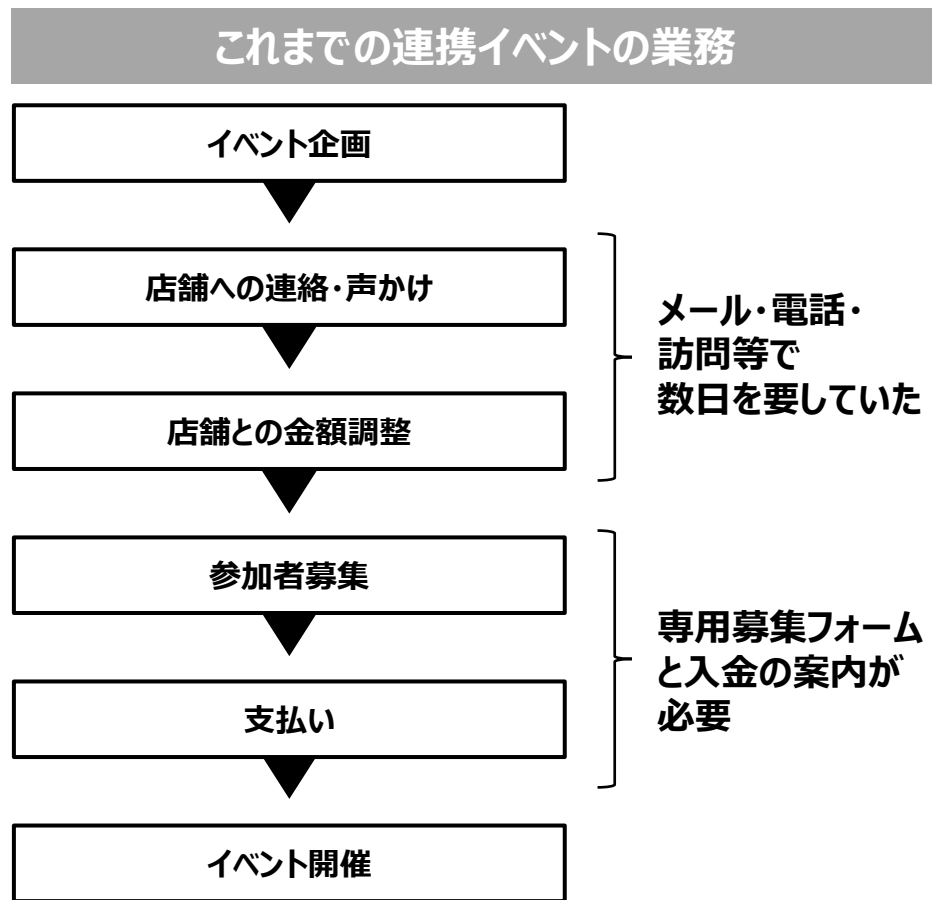 これまでの連携イベントの業務
イベント企画
店舗への連絡・声かけ
店舗との金額調整
メール・電話・
訪問等で
数日を要していた
参加者募集
支払い
専用募集フォーム
と入金の案内が
必要
イベント開催